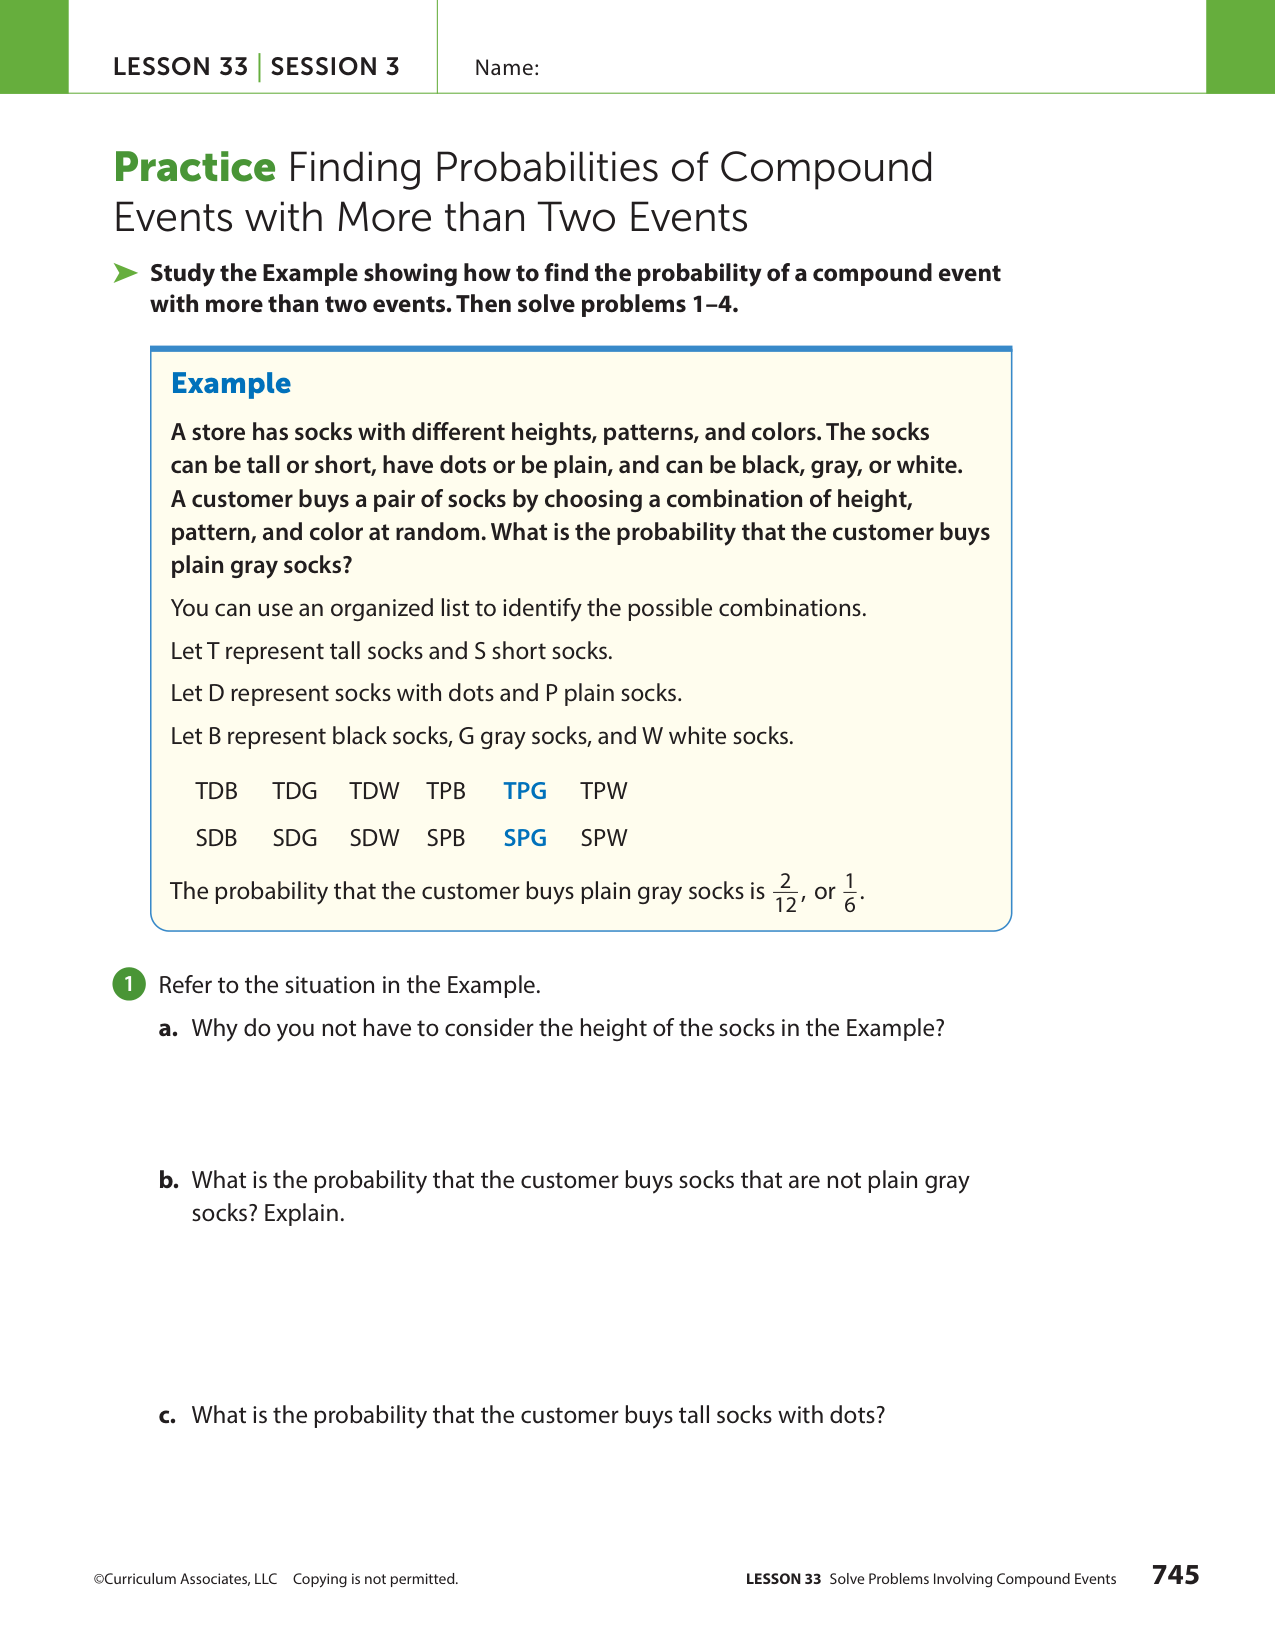 LESSON 33 | SESSION 3
Name:
Practice Finding Probabilities of Compound
Events with More than Two Events
➤ Study the Example showing how to find the probability of a compound event
with more than two events. Then solve problems 1–4.
Example
A store has socks with different heights, patterns, and colors. The socks
can be tall or short, have dots or be plain, and can be black, gray, or white.
A customer buys a pair of socks by choosing a combination of height,
pattern, and color at random. What is the probability that the customer buys
plain gray socks?
You can use an organized list to identify the possible combinations.
Let T represent tall socks and S short socks.
Let D represent socks with dots and P plain socks.
Let B represent black socks, G gray socks, and W white socks.
TDB TDG TDW TPB TPG TPW
SDB SDG SDW SPB SPG SPW
The probability that the customer buys plain gray socks is 2/12, or 1/6.
1 Refer to the situation in the Example.
a. Why do you not have to consider the height of the socks in the Example?
b. What is the probability that the customer buys socks that are not plain gray
socks? Explain.
c. What is the probability that the customer buys tall socks with dots?
©Curriculum Associates, LLC Copying is not permitted.
LESSON 33 Solve Problems Involving Compound Events 745